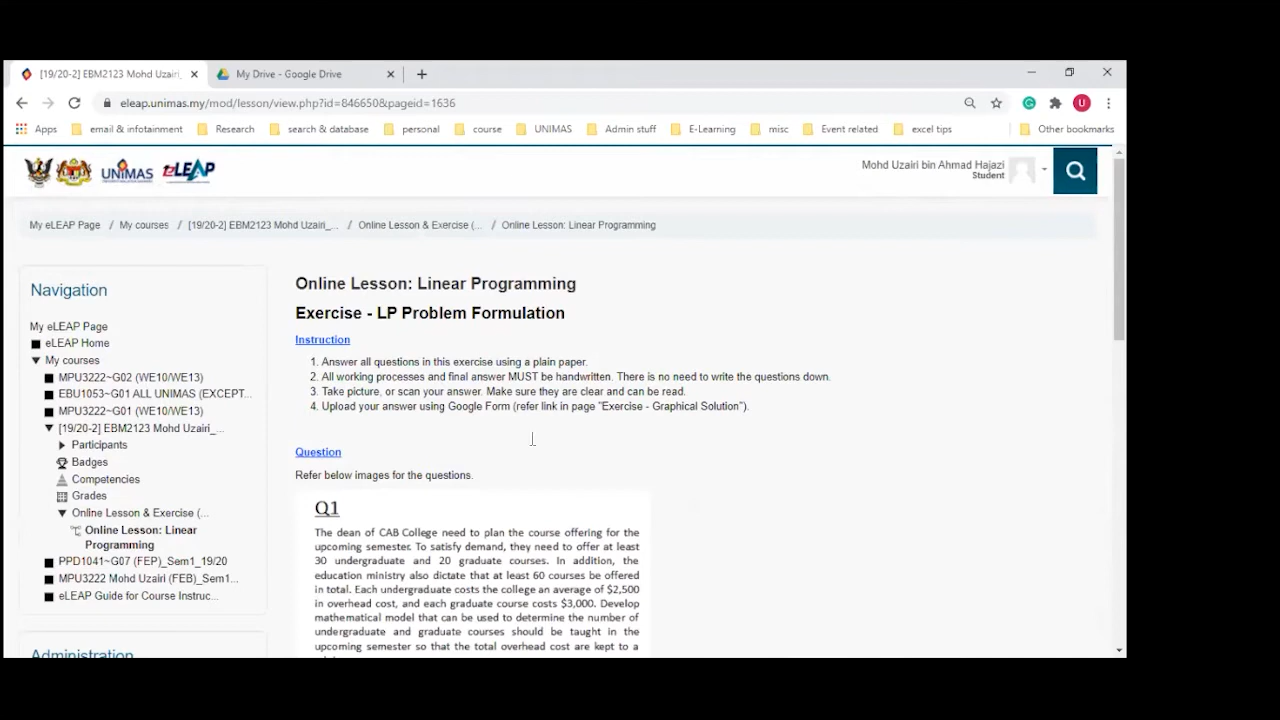 [19/20-2] EBM2123 Mohd Uzairi_
My Drive - Google Drive
eleap.unimas.my/mod/lesson/view.php?id=846650&pageid=1636
U
Apps
email & infotainment
Research
search & database
personal
course
UNIMAS
Admin stuff
E-Learning
misc
Event related
excel tips
Other bookmarks
UNIMAS
eLEAP
Mohd Uzairi bin Ahmad Hajazi
Student
My eLEAP Page / My courses / [19/20-2] EBM2123 Mohd Uzairi_... / Online Lesson & Exercise (... / Online Lesson: Linear Programming
Navigation
My eLEAP Page
eLEAP Home
My courses
MPU3222~G02 (WE10/WE13)
EBU1053~G01 ALL UNIMAS (EXCEPT...
MPU3222~G01 (WE10/WE13)
[19/20-2] EBM2123 Mohd Uzairi_...
Participants
Badges
Competencies
Grades
Online Lesson & Exercise (...
Online Lesson: Linear
Programming
PPD1041~G07 (FEP)_Sem1_19/20
MPU3222 Mohd Uzairi (FEB)_Sem1...
eLEAP Guide for Course Instruc...
Administration
Online Lesson: Linear Programming
Exercise - LP Problem Formulation
Instruction
1. Answer all questions in this exercise using a plain paper.
2. All working processes and final answer MUST be handwritten. There is no need to write the questions down.
3. Take picture, or scan your answer. Make sure they are clear and can be read.
4. Upload your answer using Google Form (refer link in page "Exercise - Graphical Solution").
Question
Refer below images for the questions.
Q1
The dean of CAB College need to plan the course offering for the
upcoming semester. To satisfy demand, they need to offer at least
30 undergraduate and 20 graduate courses. In addition, the
education ministry also dictate that at least 60 courses be offered
in total. Each undergraduate costs the college an average of $2,500
in overhead cost, and each graduate course costs $3,000. Develop
mathematical model that can be used to determine the number of
undergraduate and graduate courses should be taught in the
upcoming semester so that the total overhead cost are kept to a